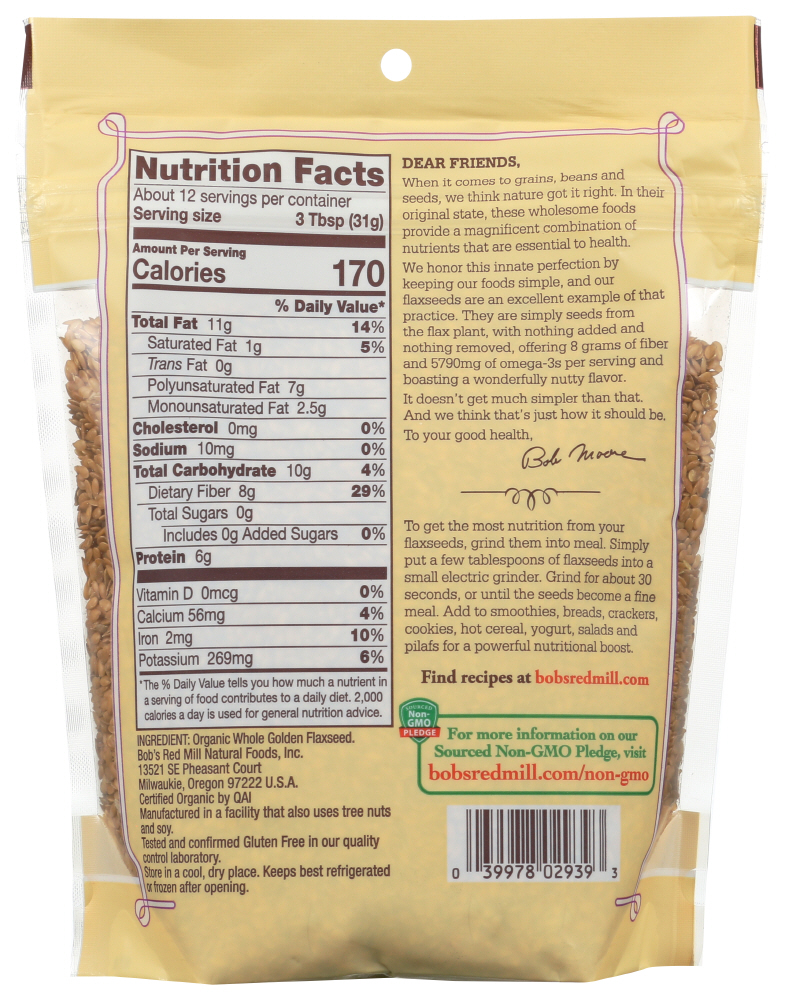 Nutrition Facts
About 12 servings per container
Serving size 3 Tbsp (31g)
Amount Per Serving
Calories 170
% Daily Value*
Total Fat 11g 14%
Saturated Fat 1g 5%
Trans Fat 0g
Polyunsaturated Fat 7g
Monounsaturated Fat 2.5g
Cholesterol 0mg 0%
Sodium 10mg 0%
Total Carbohydrate 10g 4%
Dietary Fiber 8g 29%
Total Sugars 0g
Includes 0g Added Sugars 0%
Protein 6g
Vitamin D 0mcg 0%
Calcium 56mg 4%
Iron 2mg 10%
Potassium 269mg 6%
*The % Daily Value tells you how much a nutrient in
a serving of food contributes to a daily diet. 2,000
calories a day is used for general nutrition advice.
INGREDIENT: Organic Whole Golden Flaxseed.
Bob's Red Mill Natural Foods, Inc.
13521 SE Pheasant Court
Milwaukie, Oregon 97222 U.S.A.
Certified Organic by QAI
Manufactured in a facility that also uses tree nuts
and soy.
Tested and confirmed Gluten Free in our quality
control laboratory.
Store in a cool, dry place. Keeps best refrigerated
or frozen after opening.
DEAR FRIENDS,
When it comes to grains, beans and
seeds, we think nature got it right. In their
original state, these wholesome foods
provide a magnificent combination of
nutrients that are essential to health.
We honor this innate perfection by
keeping our foods simple, and our
flaxseeds are an excellent example of that
practice. They are simply seeds from
the flax plant, with nothing added and
nothing removed, offering 8 grams of fiber
and 5790mg of omega-3s per serving and
boasting a wonderfully nutty flavor.
It doesn't get much simpler than that.
And we think that's just how it should be.
To your good health,
Bob Moore
To get the most nutrition from your
flaxseeds, grind them into meal. Simply
put a few tablespoons of flaxseeds into a
small electric grinder. Grind for about 30
seconds, or until the seeds become a fine
meal. Add to smoothies, breads, crackers,
cookies, hot cereal, yogurt, salads and
pilafs for a powerful nutritional boost.
Find recipes at bobsredmill.com
SOURCED
Non-
GMO
PLEDGE
For more information on our
Sourced Non-GMO Pledge, visit
bobsredmill.com/non-gmo
0 39978 02939 3